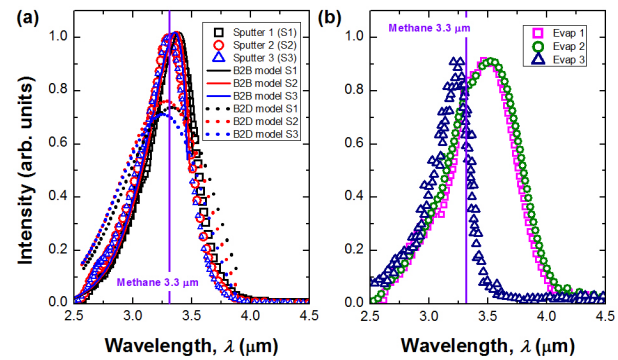 (a)
Sputter 1 (S1)
Sputter 2 (S2)
Sputter 3 (S3)
B2B model S1
B2B model S2
B2B model S3
B2D model S1
B2D model S2
B2D model S3
Methane 3.3 μm
Intensity (arb. units)
1.0
0.8
0.6
0.4
0.2
0.0
2.5 3.0 3.5 4.0 4.5
Wavelength, λ (μm)
(b)
Methane 3.3 μm
Evap 1
Evap 2
Evap 3
1.0
0.8
0.6
0.4
0.2
0.0
2.5 3.0 3.5 4.0 4.5
Wavelength, λ (μm)